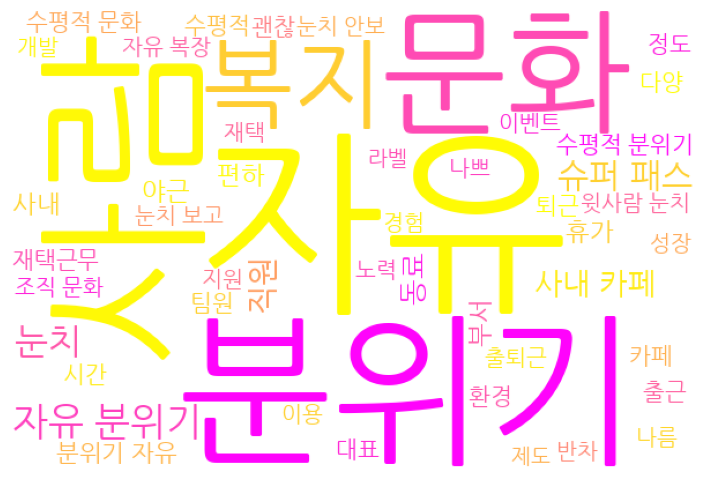 수평적 문화
수평적
괜찮
눈치 안보
개발
자유 복장
복지
문화
정도
다양
사람
재택
이벤트
수평적 분위기
라벨
나쁘
슈퍼 패스
편하
야근
사내
눈치 보고
자유
경험
퇴근
윗사람 눈치
휴가
성장
재택근무
조직 문화
지원
직원
팀원
노력
동료
사내 카페
눈치
분위기
부서
출퇴근
카페
시간
환경
출근
자유 분위기
이용
나름
분위기 자유
대표
제도
반차